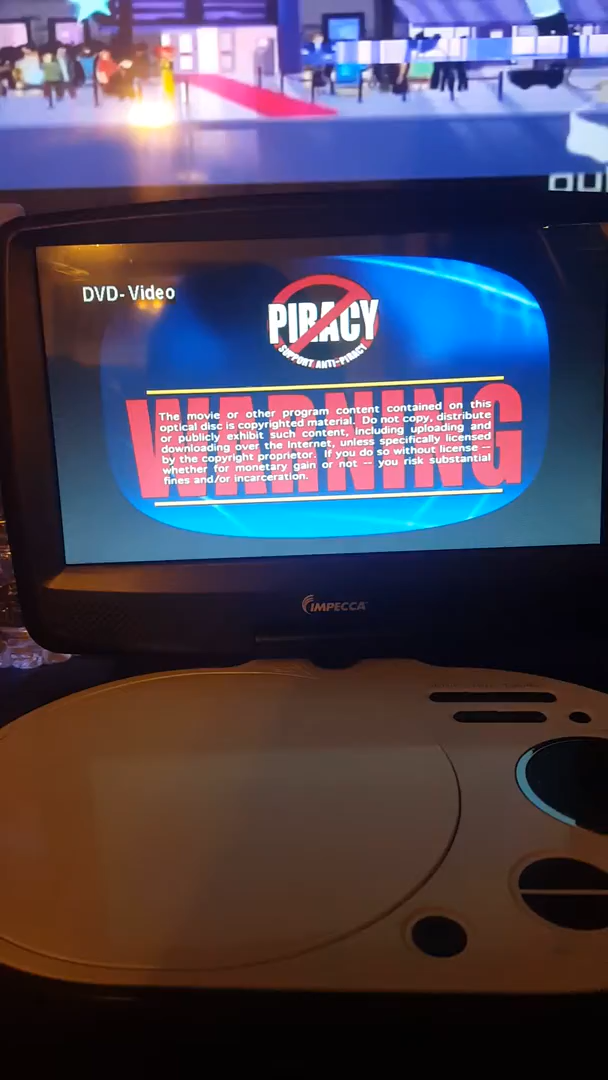 DVD-Video
PIRACY
SUPPORT ANTI-PIRACY
WARNING
The movie or other program content contained on this
optical disc is copyrighted material. Do not copy, distribute
or publicly exhibit such content, including uploading and
downloading over the Internet, unless specifically licensed
by the copyright proprietor. If you do so without license --
whether for monetary gain or not -- you risk substantial
fines and/or incarceration.
IMPECCA